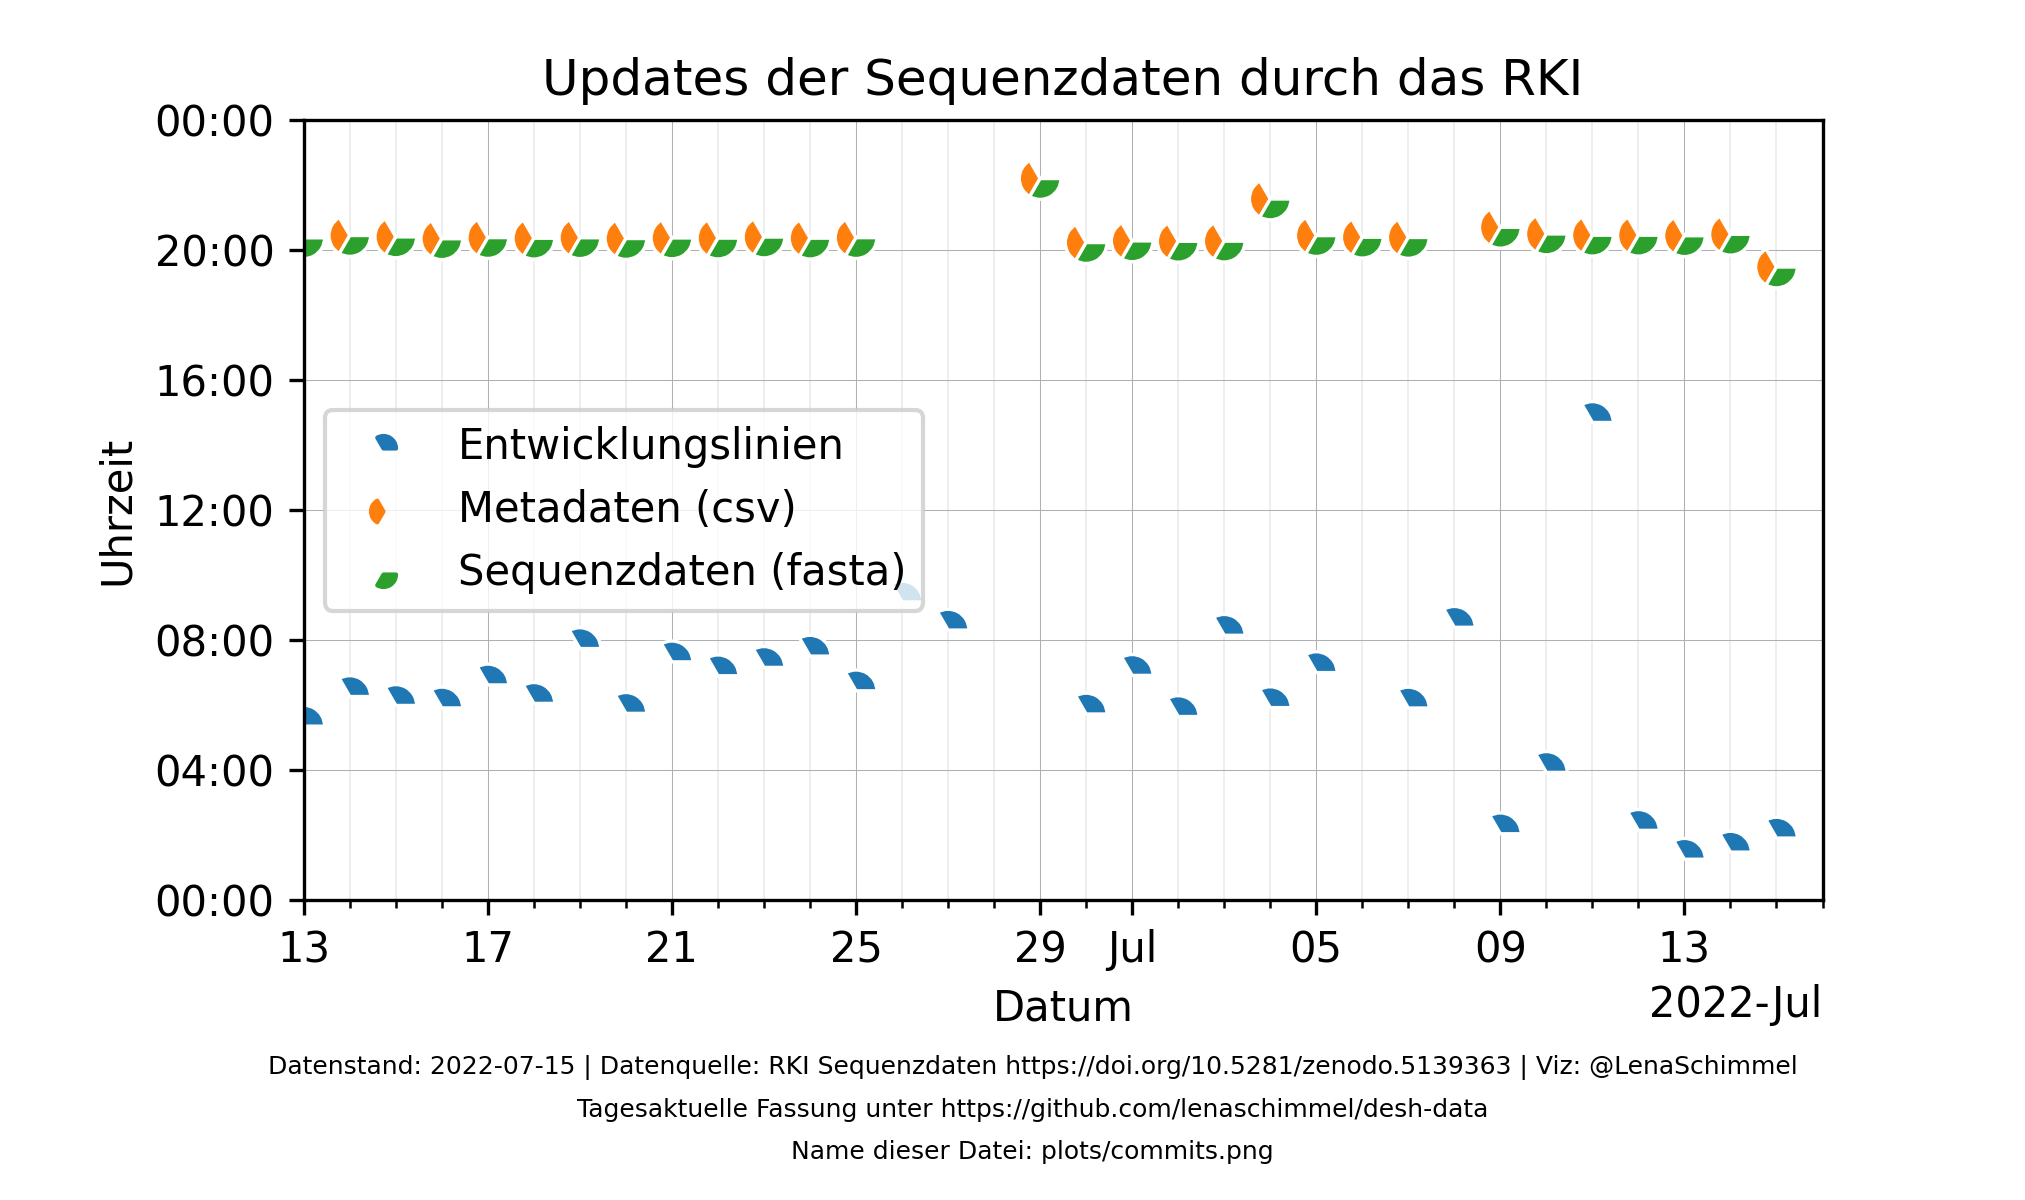 Updates der Sequenzdaten durch das RKI
00:00
20:00
16:00
12:00
08:00
04:00
00:00
Uhrzeit
Entwicklungslinien
Metadaten (csv)
Sequenzdaten (fasta)
13 17 21 25 29 Jul 05 09 13
Datum
2022-Jul
Datenstand: 2022-07-15 | Datenquelle: RKI Sequenzdaten https://doi.org/10.5281/zenodo.5139363 | Viz: @LenaSchimmel
Tagesaktuelle Fassung unter https://github.com/lenaschimmel/desh-data
Name dieser Datei: plots/commits.png